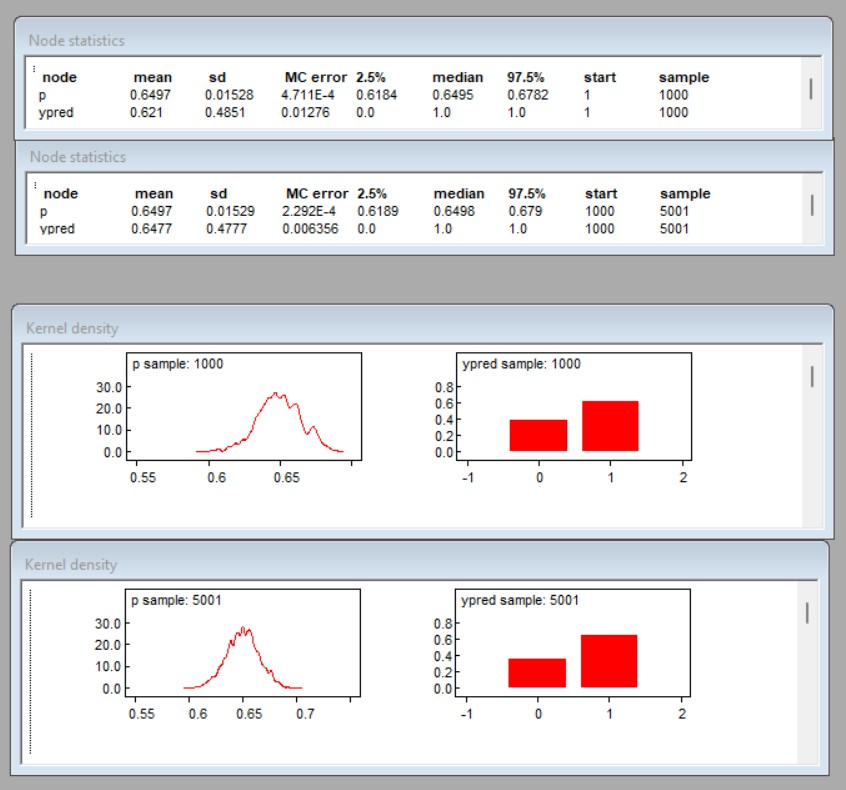 Node statistics
node mean sd MC error 2.5% median 97.5% start sample
p 0.6497 0.01528 4.711E-4 0.6184 0.6495 0.6782 1 1000
ypred 0.621 0.4851 0.01276 0.0 1.0 1.0 1 1000
Node statistics
node mean sd MC error 2.5% median 97.5% start sample
p 0.6497 0.01529 2.292E-4 0.6189 0.6498 0.679 1000 5001
ypred 0.6477 0.4777 0.006356 0.0 1.0 1.0 1000 5001
Kernel density
p sample: 1000
30.0
20.0
10.0
0.0
0.55 0.6 0.65
ypred sample: 1000
0.8
0.6
0.4
0.2
0.0
-1 0 1 2
Kernel density
p sample: 5001
30.0
20.0
10.0
0.0
0.55 0.6 0.65 0.7
ypred sample: 5001
0.8
0.6
0.4
0.2
0.0
-1 0 1 2